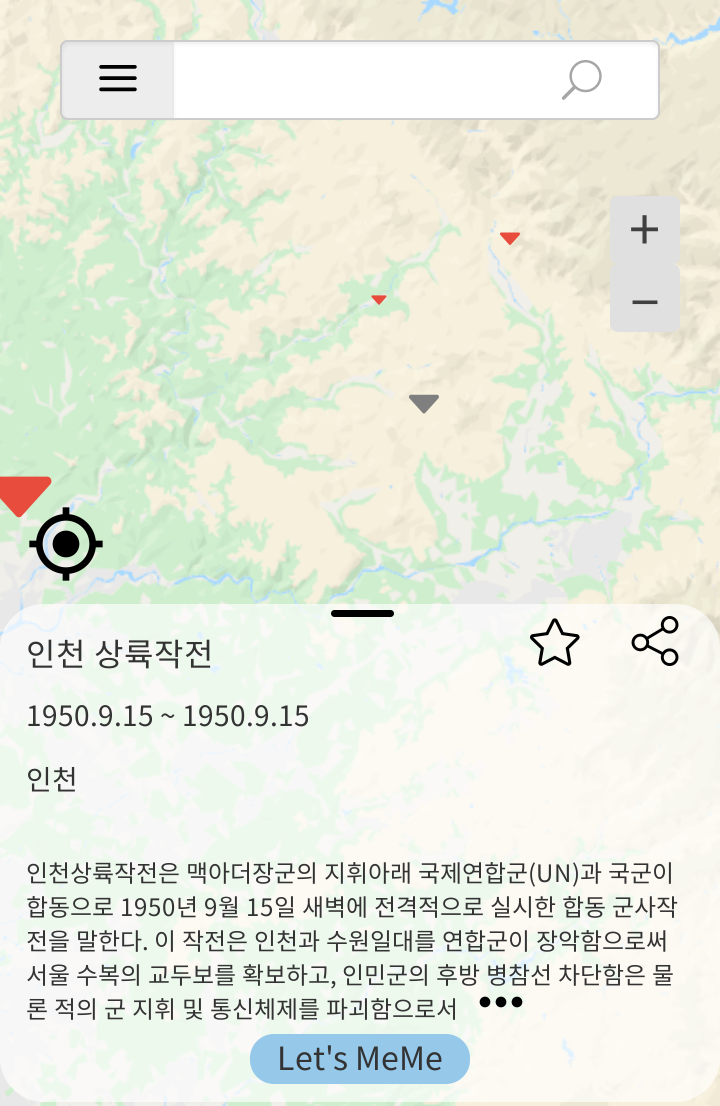 인천 상륙작전
1950.9.15 ~ 1950.9.15
인천
인천상륙작전은 맥아더장군의 지휘아래 국제연합군(UN)과 국군이
합동으로 1950년 9월 15일 새벽에 전격적으로 실시한 합동 군사작
전을 말한다. 이 작전은 인천과 수원일대를 연합군이 장악함으로써
서울 수복의 교두보를 확보하고, 인민군의 후방 병참선 차단함은 물
론 적의 군 지휘 및 통신체제를 파괴함으로서 •••
Let's MeMe